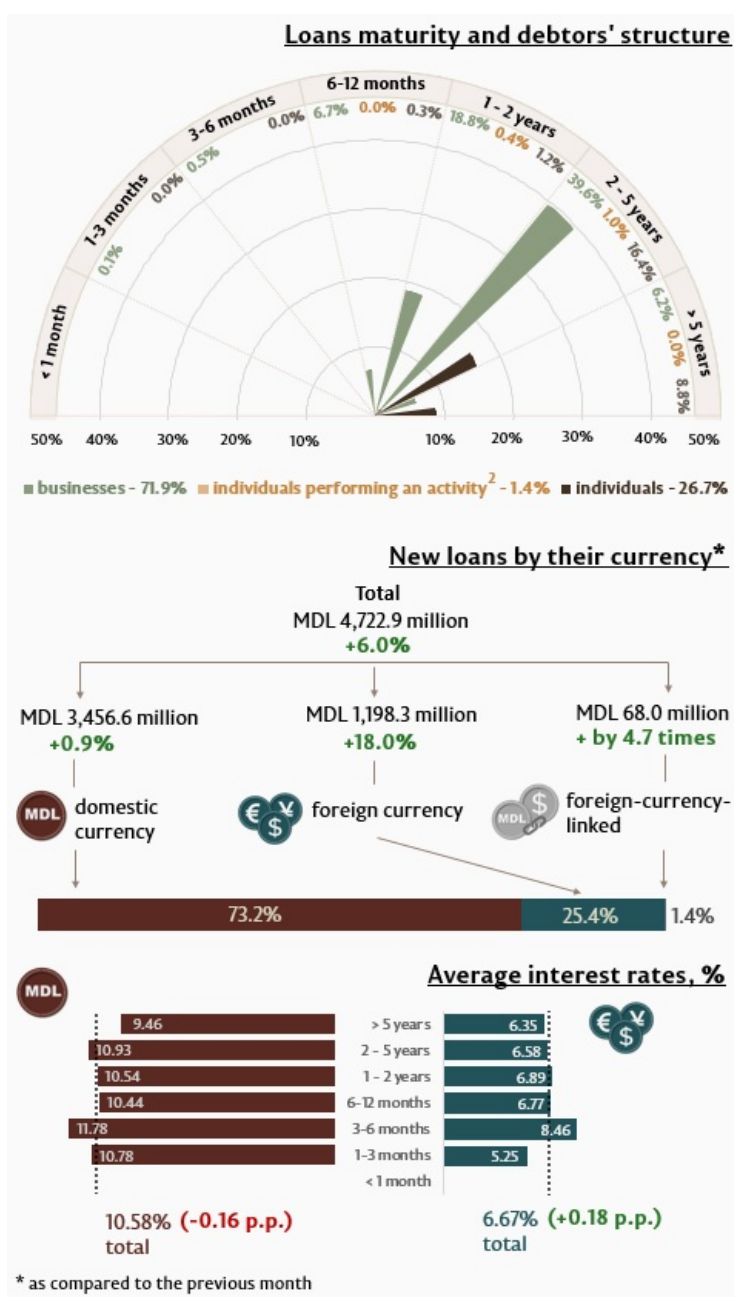 Loans maturity and debtors' structure
< 1 month
1-3 months
0.1%
3-6 months
0.0% 0.5%
6-12 months
0.0% 6.7% 0.0% 0.3%
1 - 2 years
18.8% 0.4% 1.2%
2 - 5 years
39.6% 1.0% 16.4%
> 5 years
6.2% 0.0% 8.8%
50% 40% 30% 20% 10% 10% 20% 30% 40% 50%
businesses - 71.9% individuals performing an activity2 - 1.4% individuals - 26.7%
New loans by their currency*
Total
MDL 4,722.9 million
+6.0%
MDL 3,456.6 million
+0.9%
MDL 1,198.3 million
+18.0%
MDL 68.0 million
+ by 4.7 times
MDL
domestic
currency
€ $ ¥
foreign currency
MDL $
foreign-currency-
linked
73.2% 25.4% 1.4%
Average interest rates, %
MDL
€ $ ¥
9.46 > 5 years 6.35
10.93 2 - 5 years 6.58
10.54 1 - 2 years 6.89
10.44 6-12 months 6.77
11.78 3-6 months 8.46
10.78 1-3 months 5.25
< 1 month
10.58% (-0.16 p.p.)
total
6.67% (+0.18 p.p.)
total
* as compared to the previous month